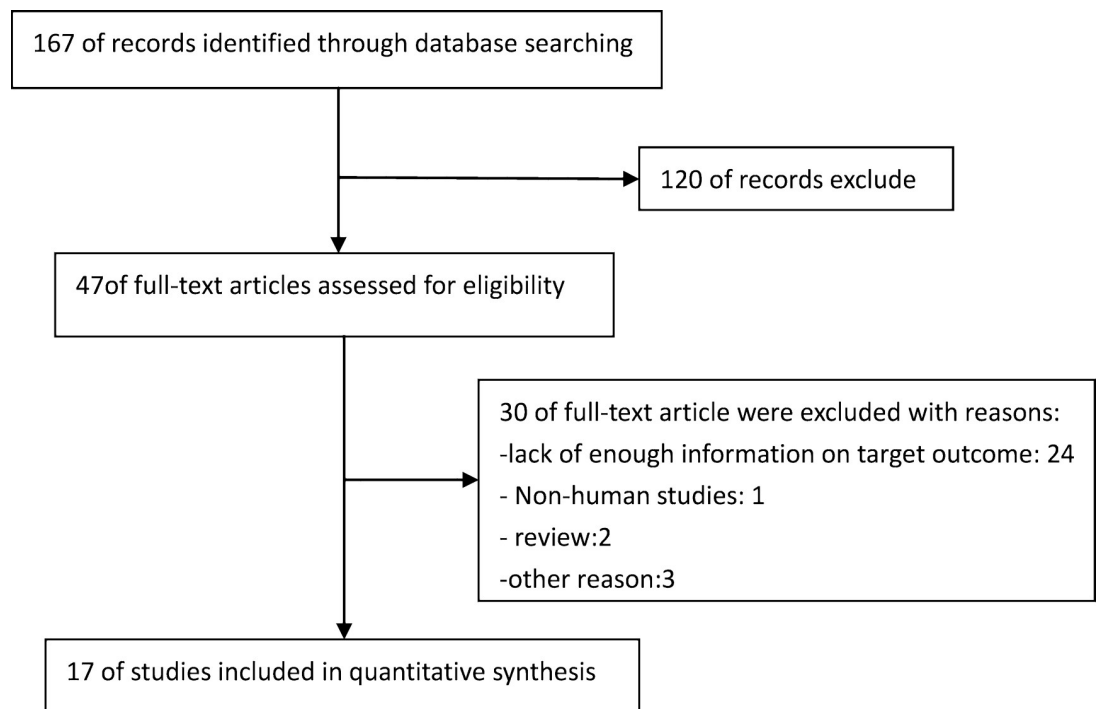 167 of records identified through database searching
120 of records exclude
47of full-text articles assessed for eligibility
30 of full-text article were excluded with reasons:
-lack of enough information on target outcome: 24
- Non-human studies: 1
- review:2
-other reason:3
17 of studies included in quantitative synthesis